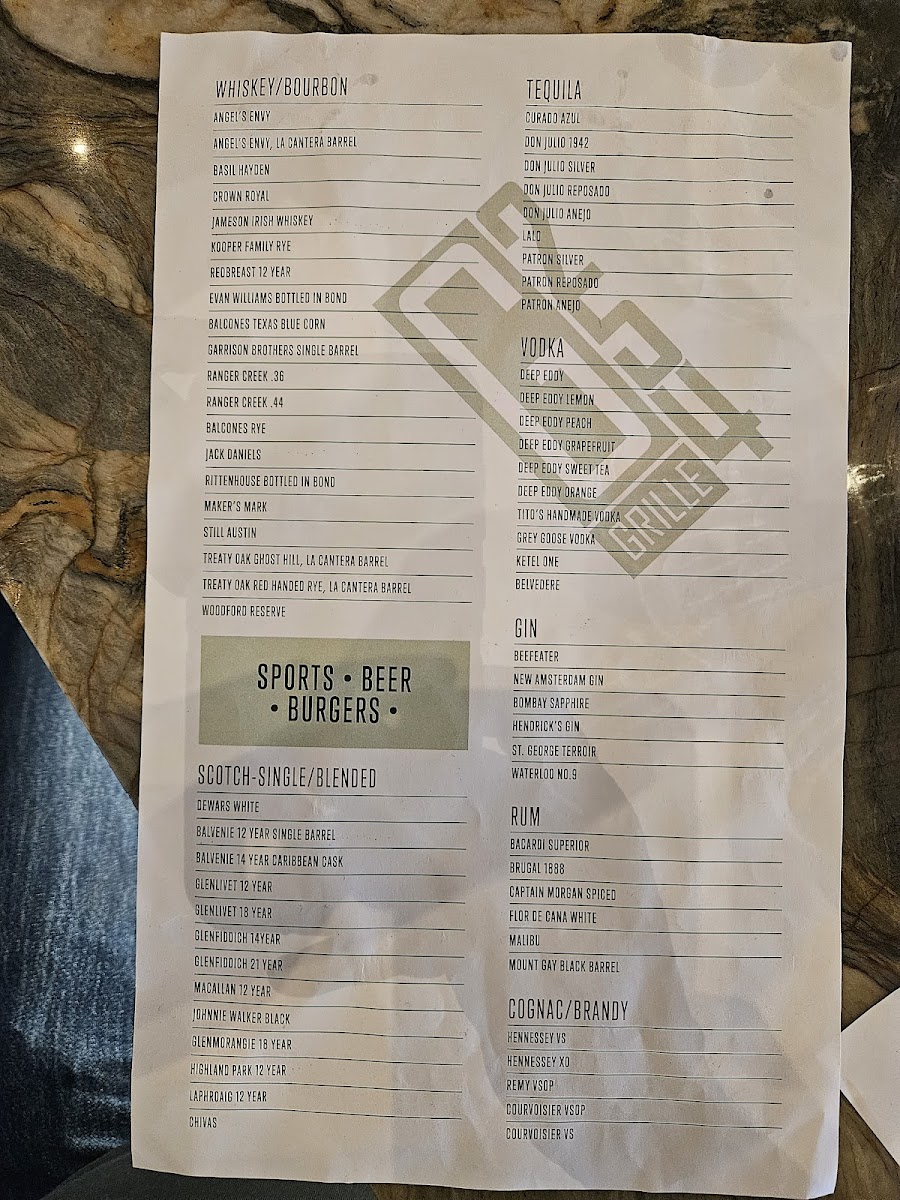 WHISKEY/BOURBON
ANGEL'S ENVY
ANGEL'S ENVY, LA CANTERA BARREL
BASIL HAYDEN
CROWN ROYAL
JAMESON IRISH WHISKEY
KOOPER FAMILY RYE
REDBREAST 12 YEAR
EVAN WILLIAMS BOTTLED IN BOND
BALCONES TEXAS BLUE CORN
GARRISON BROTHERS SINGLE BARREL
RANGER CREEK .36
RANGER CREEK .44
BALCONES RYE
JACK DANIELS
RITTENHOUSE BOTTLED IN BOND
MAKER'S MARK
STILL AUSTIN
TREATY OAK GHOST HILL, LA CANTERA BARREL
TREATY OAK RED HANDED RYE, LA CANTERA BARREL
WOODFORD RESERVE
SPORTS • BEER
• BURGERS •
SCOTCH-SINGLE/BLENDED
DEWARS WHITE
BALVENIE 12 YEAR SINGLE BARREL
BALVENIE 14 YEAR CARIBBEAN CASK
GLENLIVET 12 YEAR
GLENLIVET 18 YEAR
GLENFIDDICH 14YEAR
GLENFIDDICH 21 YEAR
MACALLAN 12 YEAR
JOHNNIE WALKER BLACK
GLENMORANGIE 18 YEAR
HIGHLAND PARK 12 YEAR
LAPHROAIG 12 YEAR
CHIVAS
TEQUILA
CURADO AZUL
DON JULIO 1942
DON JULIO SILVER
DON JULIO REPOSADO
DON JULIO ANEJO
LALO
PATRON SILVER
PATRON REPOSADO
PATRON ANEJO
VODKA
DEEP EDDY
DEEP EDDY LEMON
DEEP EDDY PEACH
DEEP EDDY GRAPEFRUIT
DEEP EDDY SWEET TEA
DEEP EDDY ORANGE
TITO'S HANDMADE VODKA
GREY GOOSE VODKA
KETEL ONE
BELVEDERE
GRILLE
GIN
BEEFEATER
NEW AMSTERDAM GIN
BOMBAY SAPPHIRE
HENDRICK'S GIN
ST. GEORGE TERROIR
WATERLOO NO.9
RUM
BACARDI SUPERIOR
BRUGAL 1888
CAPTAIN MORGAN SPICED
FLOR DE CANA WHITE
MALIBU
MOUNT GAY BLACK BARREL
COGNAC/BRANDY
HENNESSEY VS
HENNESSEY XO
REMY VSOP
COURVOISIER VSOP
COURVOISIER VS